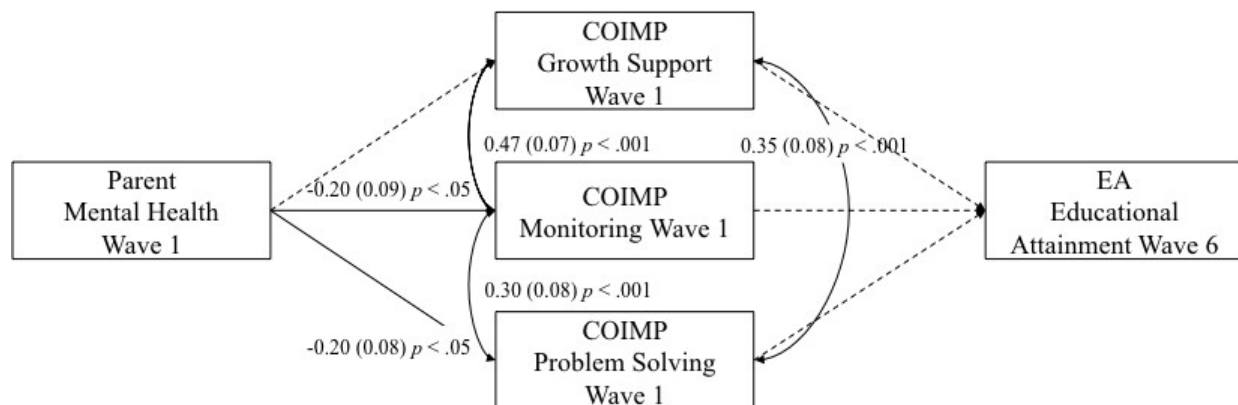 COIMP
Growth Support
Wave 1
0.47 (0.07) p < .001
0.35 (0.08) p < .001
Parent
Mental Health
Wave 1
-0.20 (0.09) p < .05
COIMP
Monitoring Wave 1
EA
Educational
Attainment Wave 6
0.30 (0.08) p < .001
-0.20 (0.08) p < .05
COIMP
Problem Solving
Wave 1